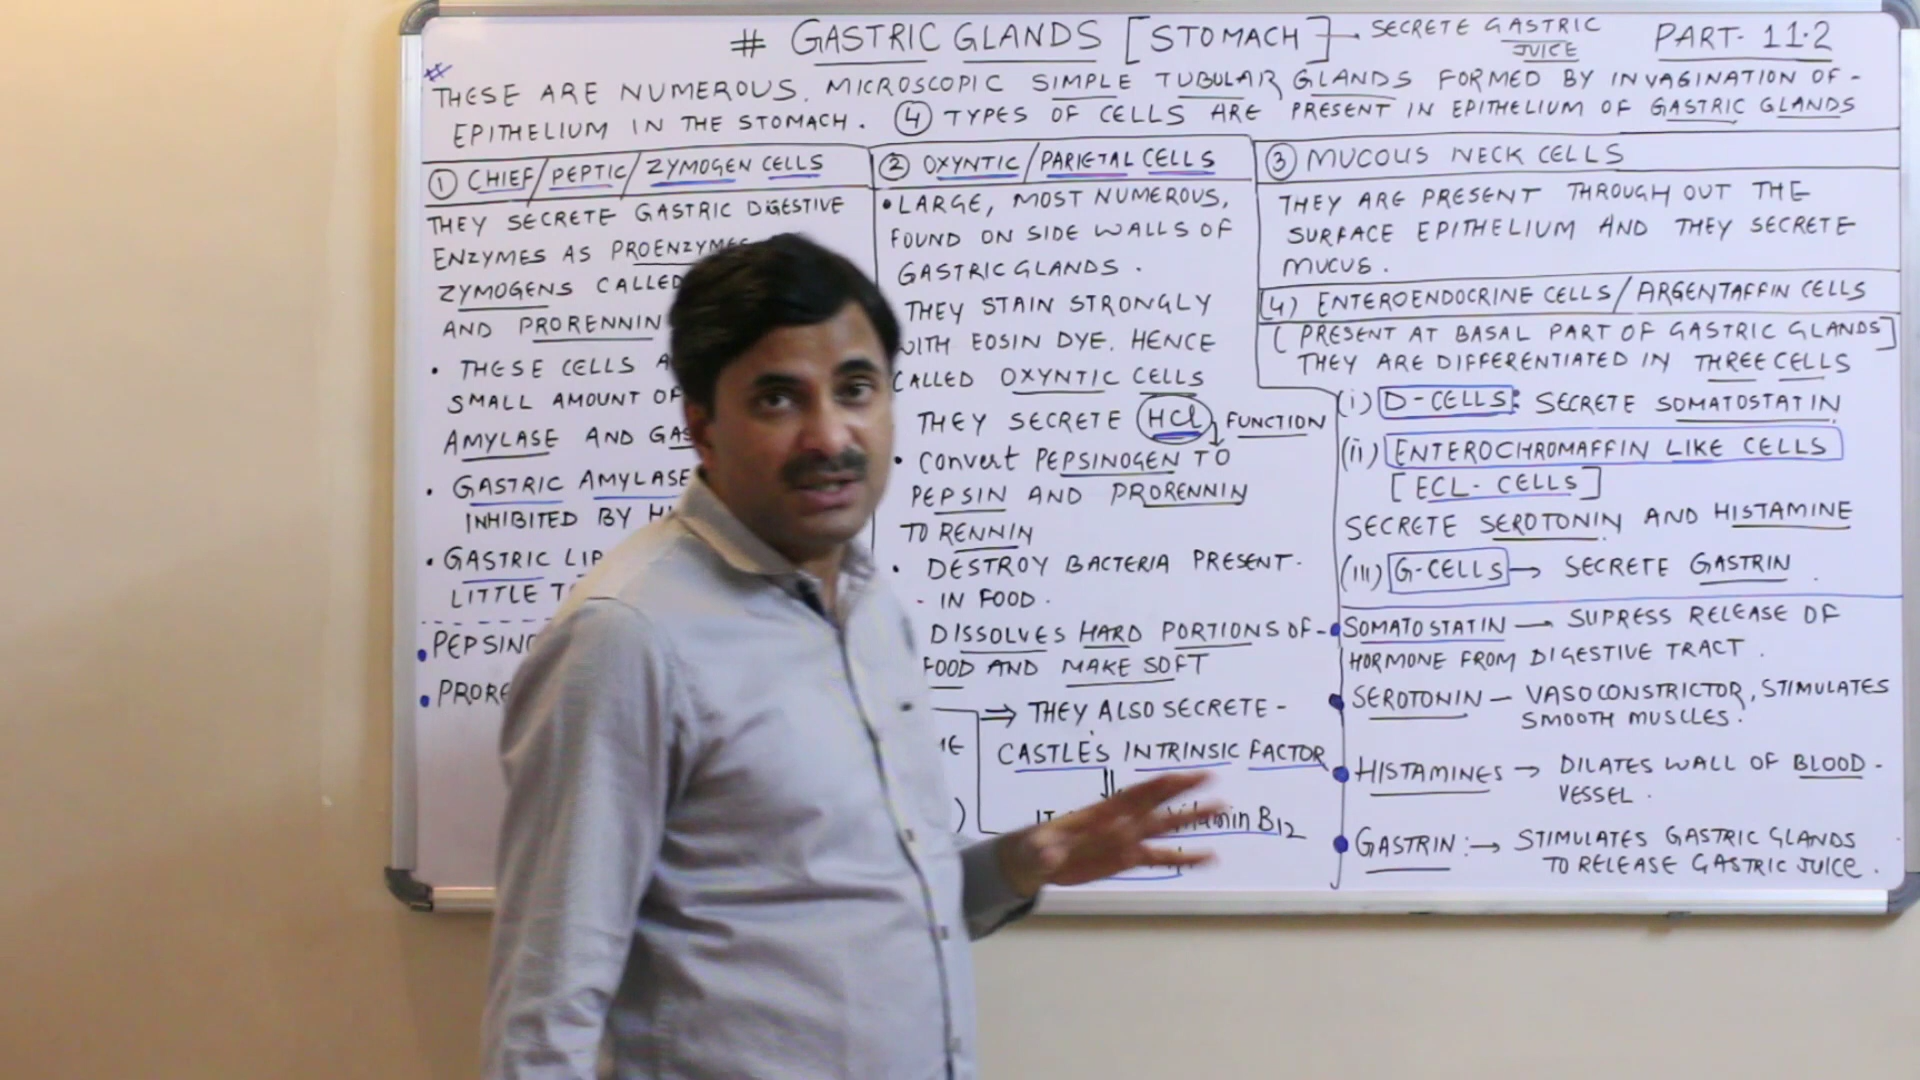 # GASTRIC GLANDS [STOMACH] → SECRETE GASTRIC JUICE
PART- 11.2
# THESE ARE NUMEROUS, MICROSCOPIC SIMPLE TUBULAR GLANDS FORMED BY INVAGINATION OF -
EPITHELIUM IN THE STOMACH. (4) TYPES OF CELLS ARE PRESENT IN EPITHELIUM OF GASTRIC GLANDS
(1) CHIEF/PEPTIC/ZYMOGEN CELLS
THEY SECRETE GASTRIC DIGESTIVE
ENZYMES AS PROENZYMES
ZYMOGENS CALLED
AND PRORENNIN
• THESE CELLS
SMALL AMOUNT OF
AMYLASE AND
• GASTRIC AMYLASE
INHIBITED BY
• GASTRIC
LITTLE
•
•
(2) OXYNTIC/PARIETAL CELLS
• LARGE, MOST NUMEROUS,
FOUND ON SIDE WALLS OF
GASTRIC GLANDS.
THEY STAIN STRONGLY
WITH EOSIN DYE. HENCE
CALLED OXYNTIC CELLS
THEY SECRETE HCl → FUNCTION
• Convert PEPSINOGEN TO
PEPSIN AND PRORENNIN
TO RENNIN
• DESTROY BACTERIA PRESENT-
- IN FOOD.
DISSOLVES HARD PORTIONS OF-
FOOD AND MAKE SOFT
⇒ THEY ALSO SECRETE -
CASTLE'S INTRINSIC FACTOR
Vitamin B12
(3) MUCOUS NECK CELLS
THEY ARE PRESENT THROUGH OUT THE
SURFACE EPITHELIUM AND THEY SECRETE
MUCUS.
(4) ENTEROENDOCRINE CELLS/ARGENTAFFIN CELLS
[PRESENT AT BASAL PART OF GASTRIC GLANDS]
THEY ARE DIFFERENTIATED IN THREE CELLS
(i) D-CELLS: SECRETE SOMATOSTATIN
(ii) ENTEROCHROMAFFIN LIKE CELLS
[ECL- CELLS]
SECRETE SEROTONIN AND HISTAMINE
(iii) G-CELLS → SECRETE GASTRIN.
• SOMATOSTATIN → SUPRESS RELEASE OF
HORMONE FROM DIGESTIVE TRACT.
• SEROTONIN - VASOCONSTRICTOR, STIMULATES
SMOOTH MUSCLES.
• HISTAMINES → DILATES WALL OF BLOOD-
VESSEL.
• GASTRIN: → STIMULATES GASTRIC GLANDS
TO RELEASE GASTRIC JUICE.